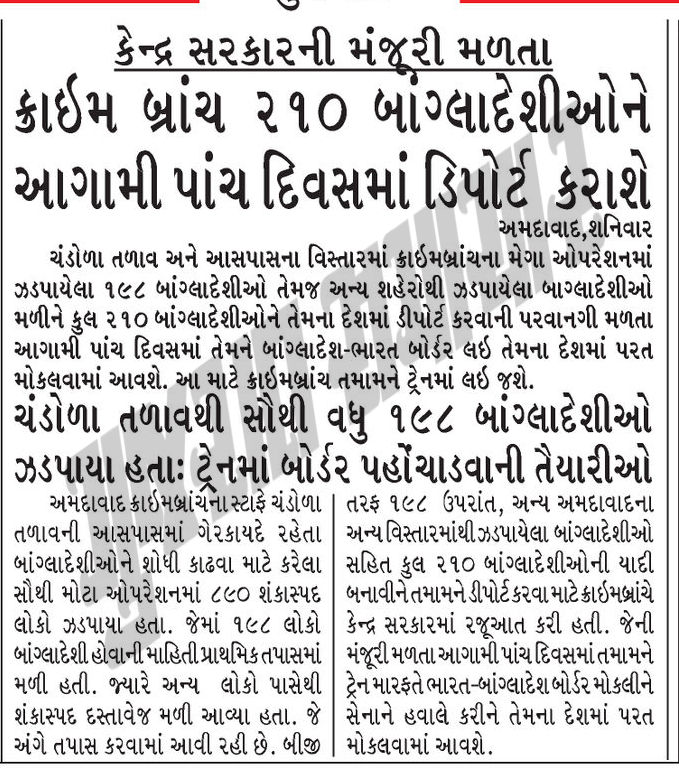 કેન્દ્ર સરકારની મંજૂરી મળતા
ક્રાઇમ બ્રાંચ ૨૧૦ બાંગ્લાદેશીઓને
આગામી પાંચ દિવસમાં ડિપોર્ટ કરાશે
અમદાવાદ,શનિવાર
ચંડોળા તળાવ અને આસપાસના વિસ્તારમાં ક્રાઇમબ્રાંચના મેગા ઓપરેશનમાં
ઝડપાયેલા ૧૯૮ બાંગ્લાદેશીઓ તેમજ અન્ય શહેરોથી ઝડપાયેલા બાંગ્લાદેશીઓ
મળીને કુલ ૨૧૦ બાંગ્લાદેશીઓને તેમના દેશમાં ડીપોર્ટ કરવાની પરવાનગી મળતા
આગામી પાંચ દિવસમાં તેમને બાંગ્લાદેશ-ભારત બોર્ડર લઇ તેમના દેશમાં પરત
મોકલવામાં આવશે. આ માટે ક્રાઇમબ્રાંચ તમામને ટ્રેનમાં લઇ જશે.
ચંડોળા તળાવથી સૌથી વધુ ૧૯૮ બાંગ્લાદેશીઓ
ઝડપાયા હતાઃ ટ્રેનમાં બોર્ડર પહોંચાડવાની તૈયારીઓ
અમદાવાદ ક્રાઇમબ્રાંચના સ્ટાફે ચંડોળા
તળાવની આસપાસમાં ગેરકાયદે રહેતા
બાંગ્લાદેશીઓને શોધી કાઢવા માટે કરેલા
સૌથી મોટા ઓપરેશનમાં ૮૯૦ શંકાસ્પદ
લોકો ઝડપાયા હતા. જેમાં ૧૯૮ લોકો
બાંગ્લાદેશી હોવાની માહિતી પ્રાથમિક તપાસમાં
મળી હતી. જ્યારે અન્ય લોકો પાસેથી
શંકાસ્પદ દસ્તાવેજ મળી આવ્યા હતા. જે
અંગે તપાસ કરવામાં આવી રહી છે. બીજી
તરફ ૧૯૮ ઉપરાંત, અન્ય અમદાવાદના
અન્ય વિસ્તારમાંથી ઝડપાયેલા બાંગ્લાદેશીઓ
સહિત કુલ ૨૧૦ બાંગ્લાદેશીઓની યાદી
બનાવીને તમામને ડીપોર્ટ કરવા માટે ક્રાઇમબ્રાંચે
કેન્દ્ર સરકારમાં રજૂઆત કરી હતી. જેની
મંજૂરી મળતા આગામી પાંચ દિવસમાં તમામને
ટ્રેન મારફતે ભારત-બાંગ્લાદેશ બોર્ડર મોકલીને
સેનાને હવાલે કરીને તેમના દેશમાં પરત
મોકલવામાં આવશે.
ગુજરાત સમાચાર